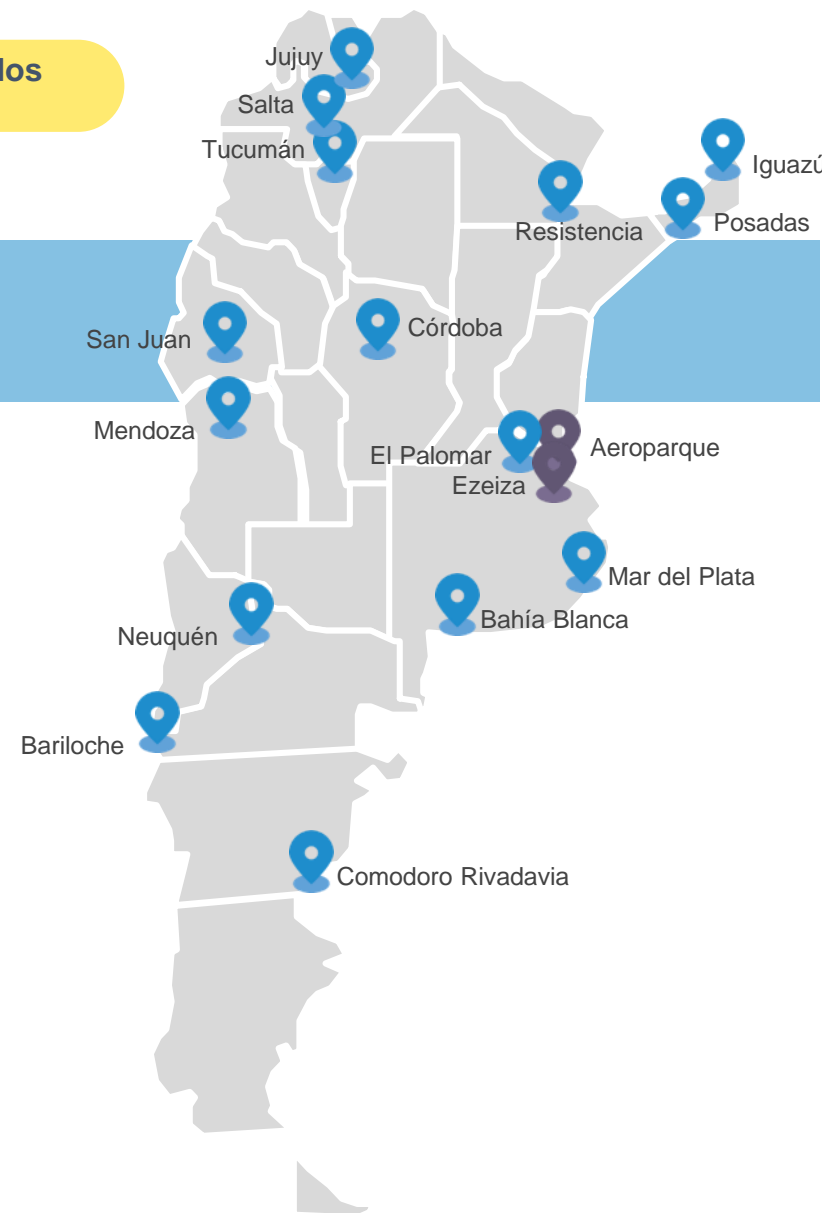 Jujuy
Salta
Tucumán
Iguazú
Resistencia
Posadas
San Juan
Córdoba
Mendoza
El Palomar
Aeroparque
Ezeiza
Mar del Plata
Bahía Blanca
Neuquén
Bariloche
Comodoro Rivadavia